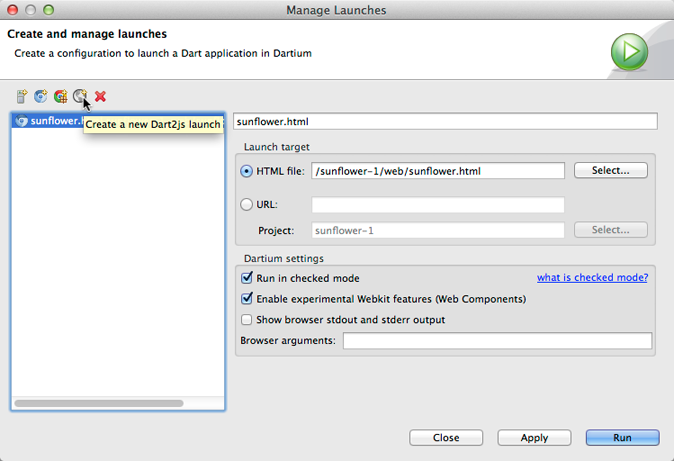 Manage Launches
Create and manage launches
Create a configuration to launch a Dart application in Dartium
sunflower.h
Create a new Dart2js launch
sunflower.html
Launch target
HTML file:
/sunflower-1/web/sunflower.html
Select...
URL:
Project:
sunflower-1
Select...
Dartium settings
Run in checked mode
what is checked mode?
Enable experimental Webkit features (Web Components)
Show browser stdout and stderr output
Browser arguments:
Close
Apply
Run